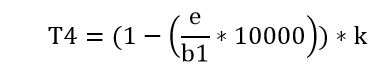 T4 = (1 − (e/b1 * 10000)) * k